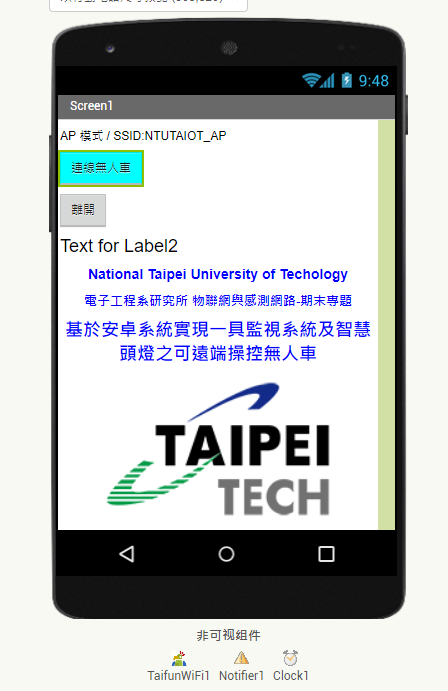 9:48
Screen1
AP 模式 / SSID:NTUTAIOT_AP
連線無人車
離開
Text for Label2
National Taipei University of Techology
電子工程系研究所 物聯網與感測網路-期末專題
基於安卓系統實現一具監視系統及智慧
頭燈之可遠端操控無人車
TAIPEI
TECH
非可视组件
TaifunWiFi1 Notifier1 Clock1